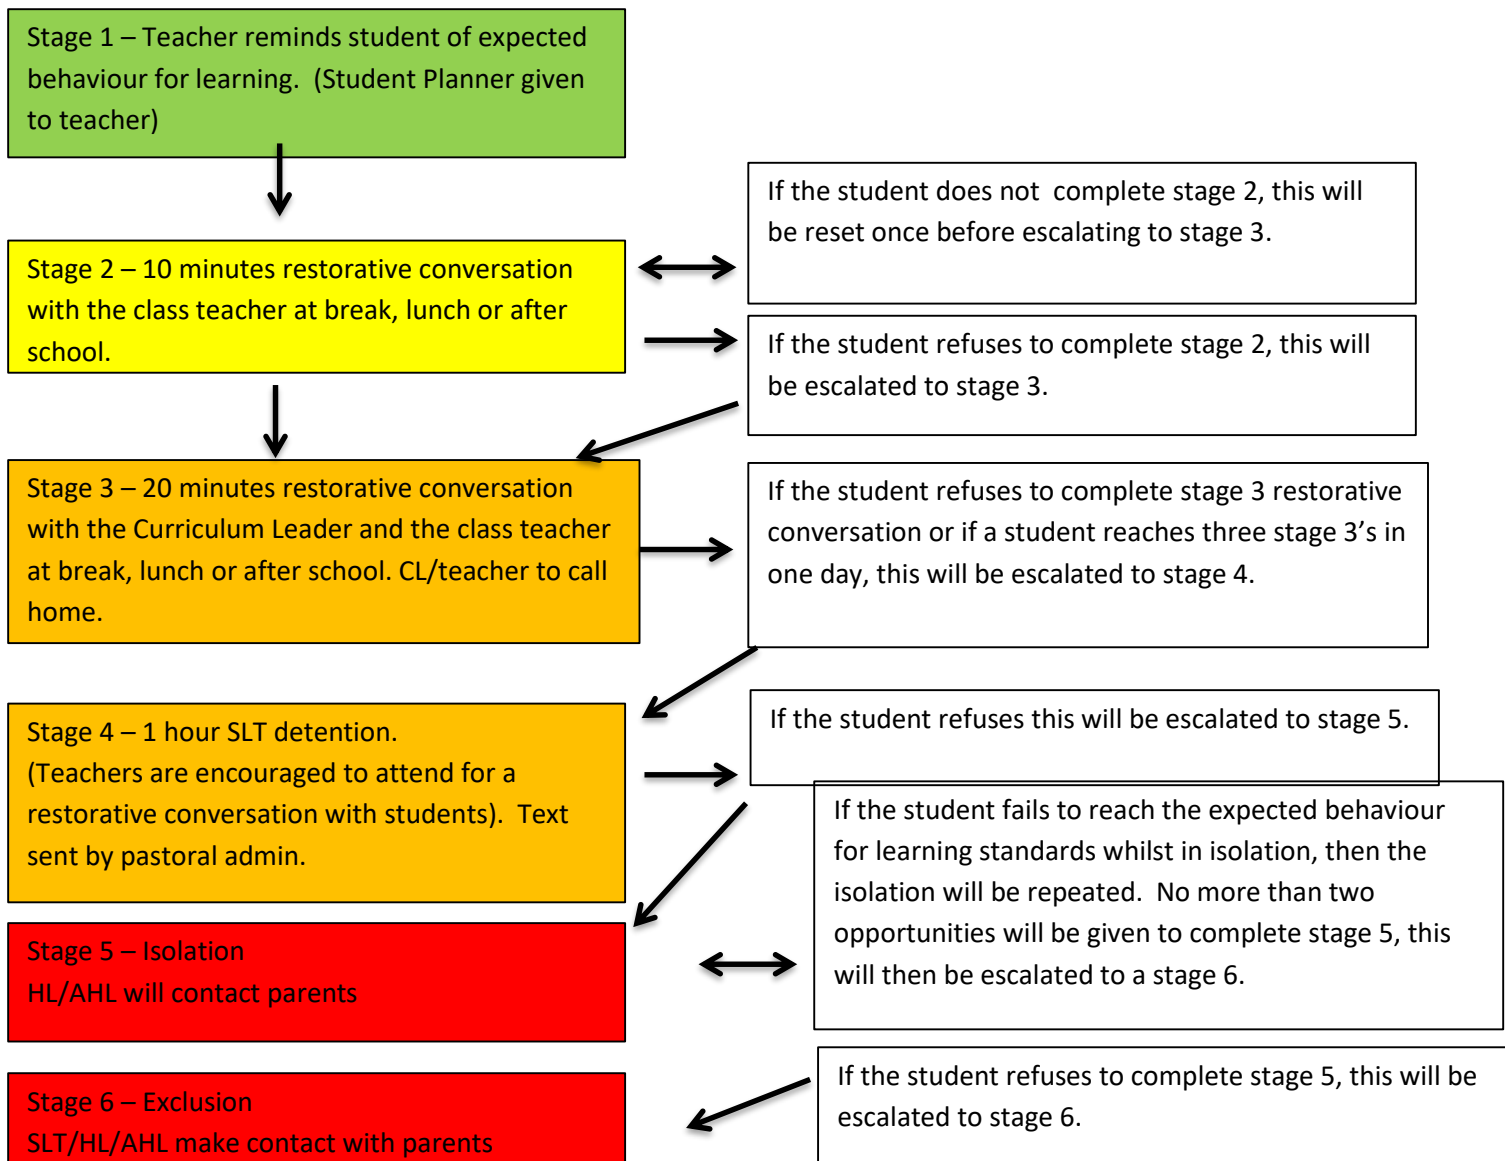 Stage 1 – Teacher reminds student of expected
behaviour for learning.  (Student Planner given
to teacher)
If the student does not  complete stage 2, this will
be reset once before escalating to stage 3.
Stage 2 – 10 minutes restorative conversation
with the class teacher at break, lunch or after
school.
If the student refuses to complete stage 2, this will
be escalated to stage 3.
Stage 3 – 20 minutes restorative conversation
with the Curriculum Leader and the class teacher
at break, lunch or after school. CL/teacher to call
home.
If the student refuses to complete stage 3 restorative
conversation or if a student reaches three stage 3’s in
one day, this will be escalated to stage 4.
Stage 4 – 1 hour SLT detention.
(Teachers are encouraged to attend for a
restorative conversation with students).  Text
sent by pastoral admin.
If the student refuses this will be escalated to stage 5.
If the student fails to reach the expected behaviour
for learning standards whilst in isolation, then the
isolation will be repeated.  No more than two
opportunities will be given to complete stage 5, this
will then be escalated to a stage 6.
Stage 5 – Isolation
HL/AHL will contact parents
If the student refuses to complete stage 5, this will be
escalated to stage 6.
Stage 6 – Exclusion
SLT/HL/AHL make contact with parents